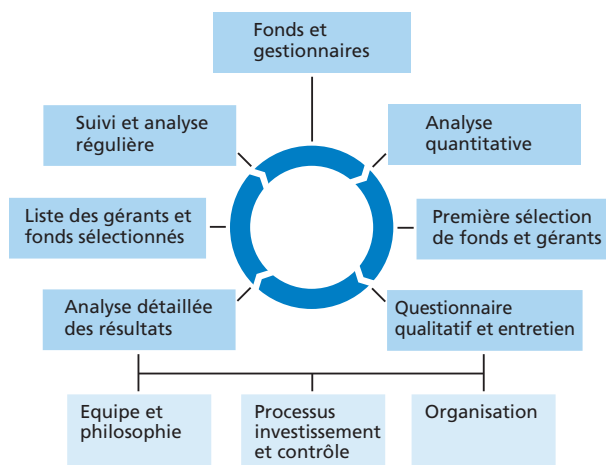 Fonds et
gestionnaires
Suivi et analyse
régulière
Analyse
quantitative
Liste des gérants et
fonds sélectionnés
Première sélection
de fonds et gérants
Analyse détaillée
des résultats
Questionnaire
qualitatif et entretien
Equipe et
philosophie
Processus
investissement
et contrôle
Organisation